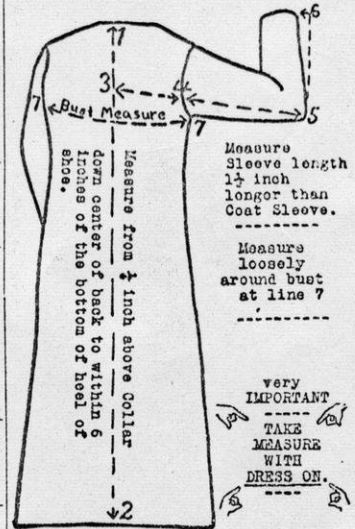 1
6
3
4
7 Bust Measure 7
5
Measure from ½ inch above Collar
down center of back to within 6
inches of the bottom of heel of
shoe.
2
Measure
Sleeve length
1½ inch
longer than
Coat Sleeve.
Measure
loosely
around bust
at line 7
very
IMPORTANT
TAKE
MEASURE
WITH
DRESS ON.